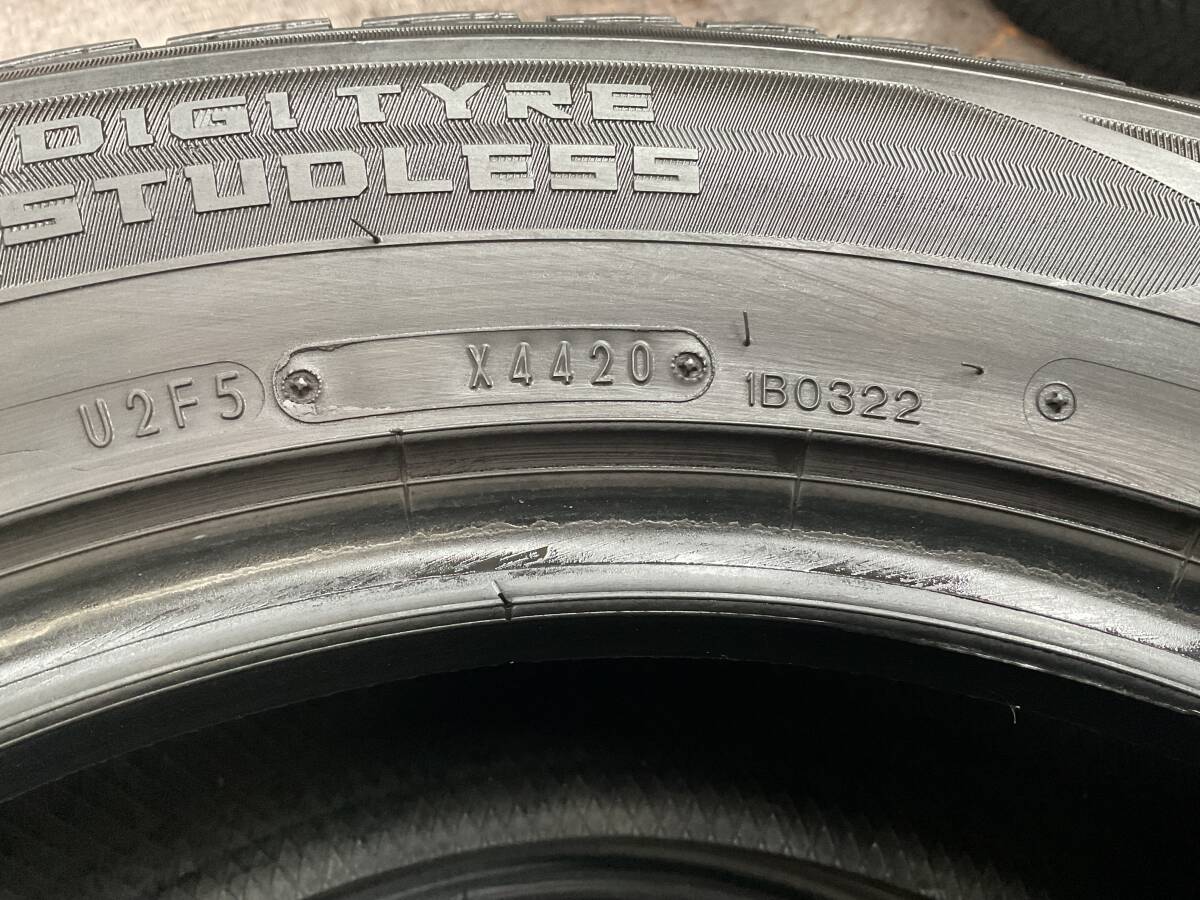 DIGI TYRE
STUDLESS
U2F5 X4420 1B0322